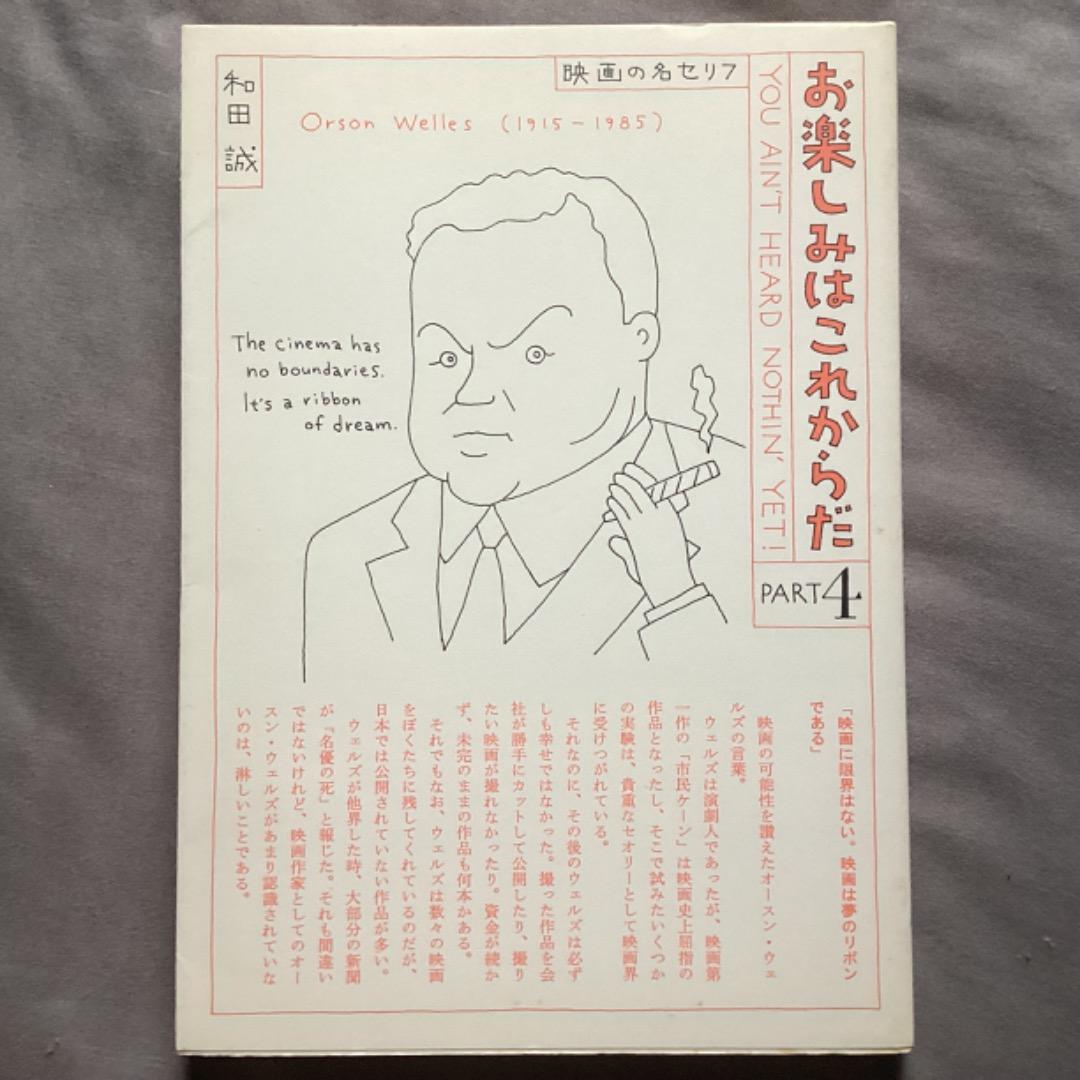 お楽しみはこれからだ
YOU AIN'T HEARD NOTHIN' YET!
PART4
映画の名セリフ
和田 誠
Orson Welles (1915-1985)
The cinema has
no boundaries.
It's a ribbon
of dream.
「映画に限界はない。映画は夢のリボン
である」
映画の可能性を讃えたオースン・ウェ
ルズの言葉。
ウェルズは演劇人であったが、映画第
一作の「市民ケーン」は映画史上屈指の
作品となったし、そこで試みたいくつか
の実験は、貴重なセオリーとして映画界
に受けつがれている。
それなのに、その後のウェルズは必ず
しも幸せではなかった。撮った作品を会
社が勝手にカットして公開したり、撮り
たい映画が撮れなかったり。資金が続か
ず、未完のままの作品も何本かある。
それでもなお、ウェルズは数々の映画
をぼくたちに残してくれているのだが、
日本では公開されていない作品が多い。
ウェルズが他界した時、大部分の新聞
が「名優の死」と報じた。それも間違い
ではないけれど、映画作家としてのオー
スン・ウェルズがあまり認識されていな
いのは、淋しいことである。